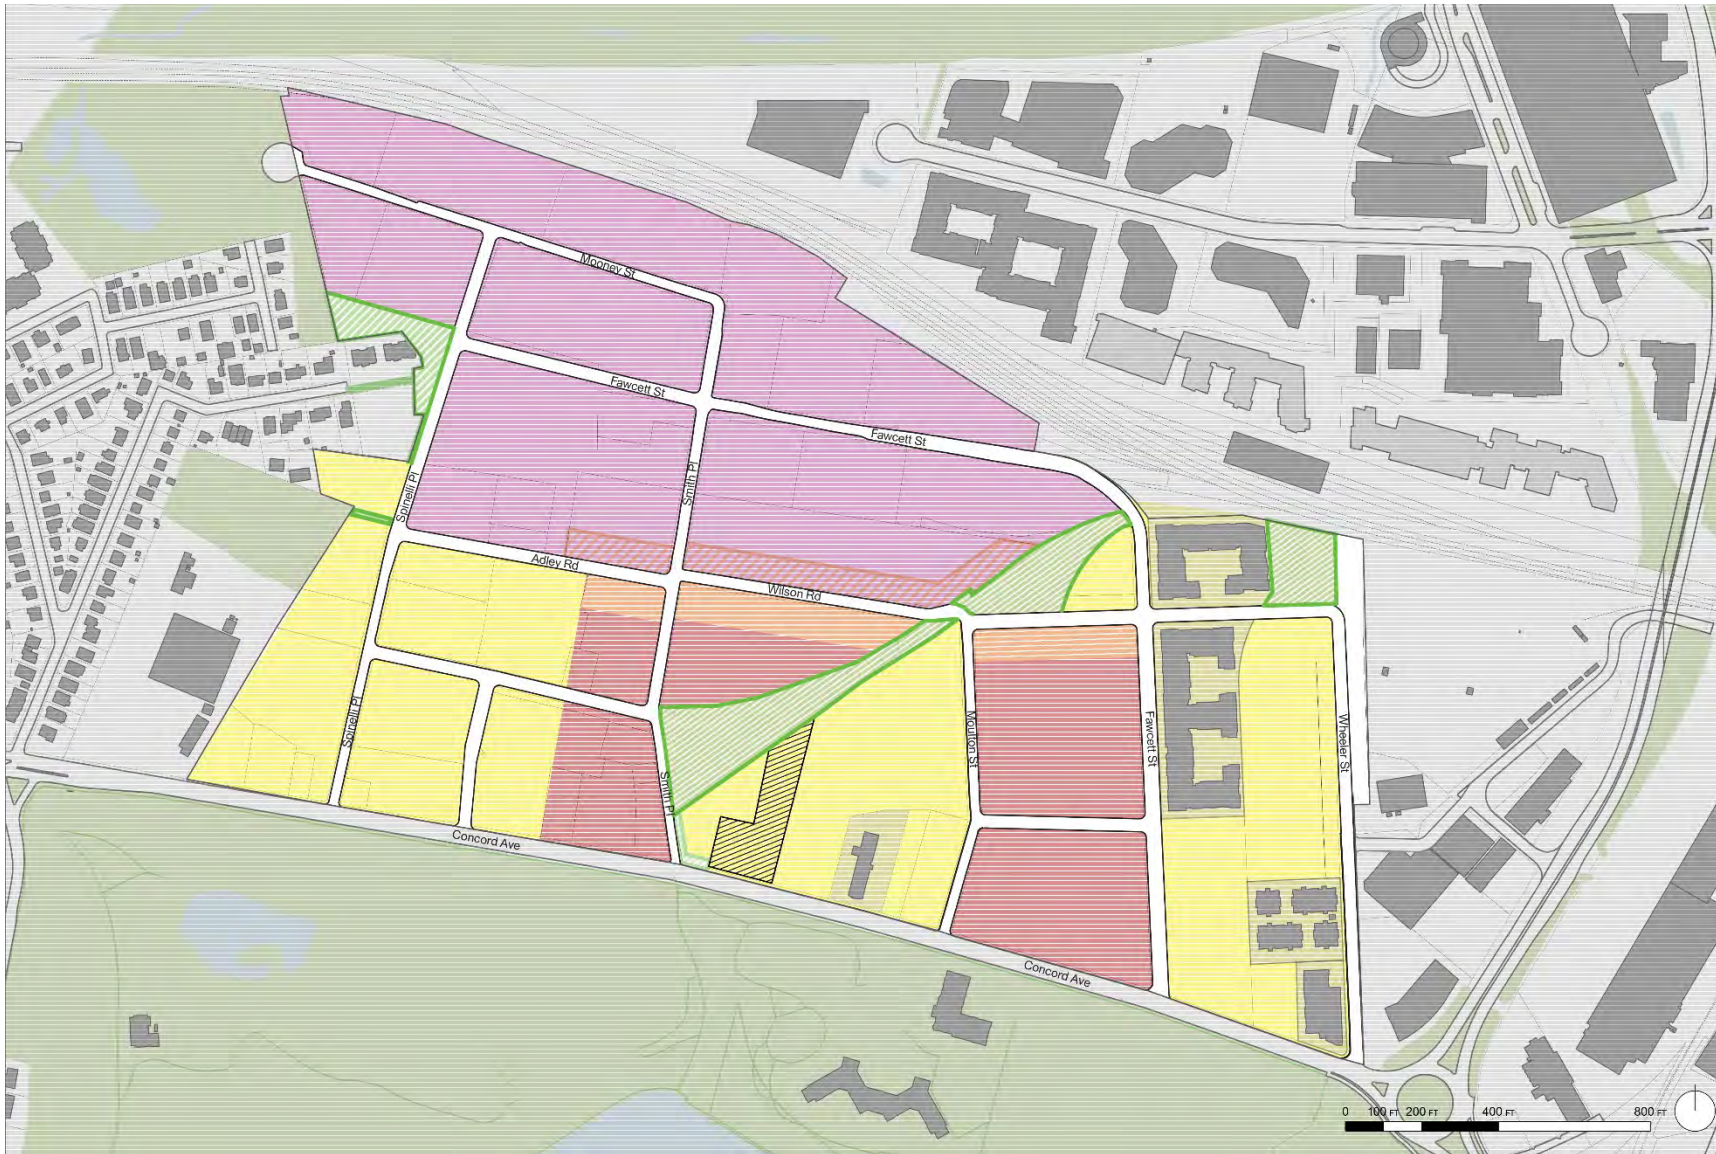 Mooney St
Fawcett St
Fawcett St
Smith Pl
Spinelli Pl
Adley Rd
Wilson Rd
Spinelli Pl
Smith Pl
Moulton St
Fawcett St
Wheeler St
Concord Ave
Concord Ave
0 100 FT 200 FT 400 FT 800 FT